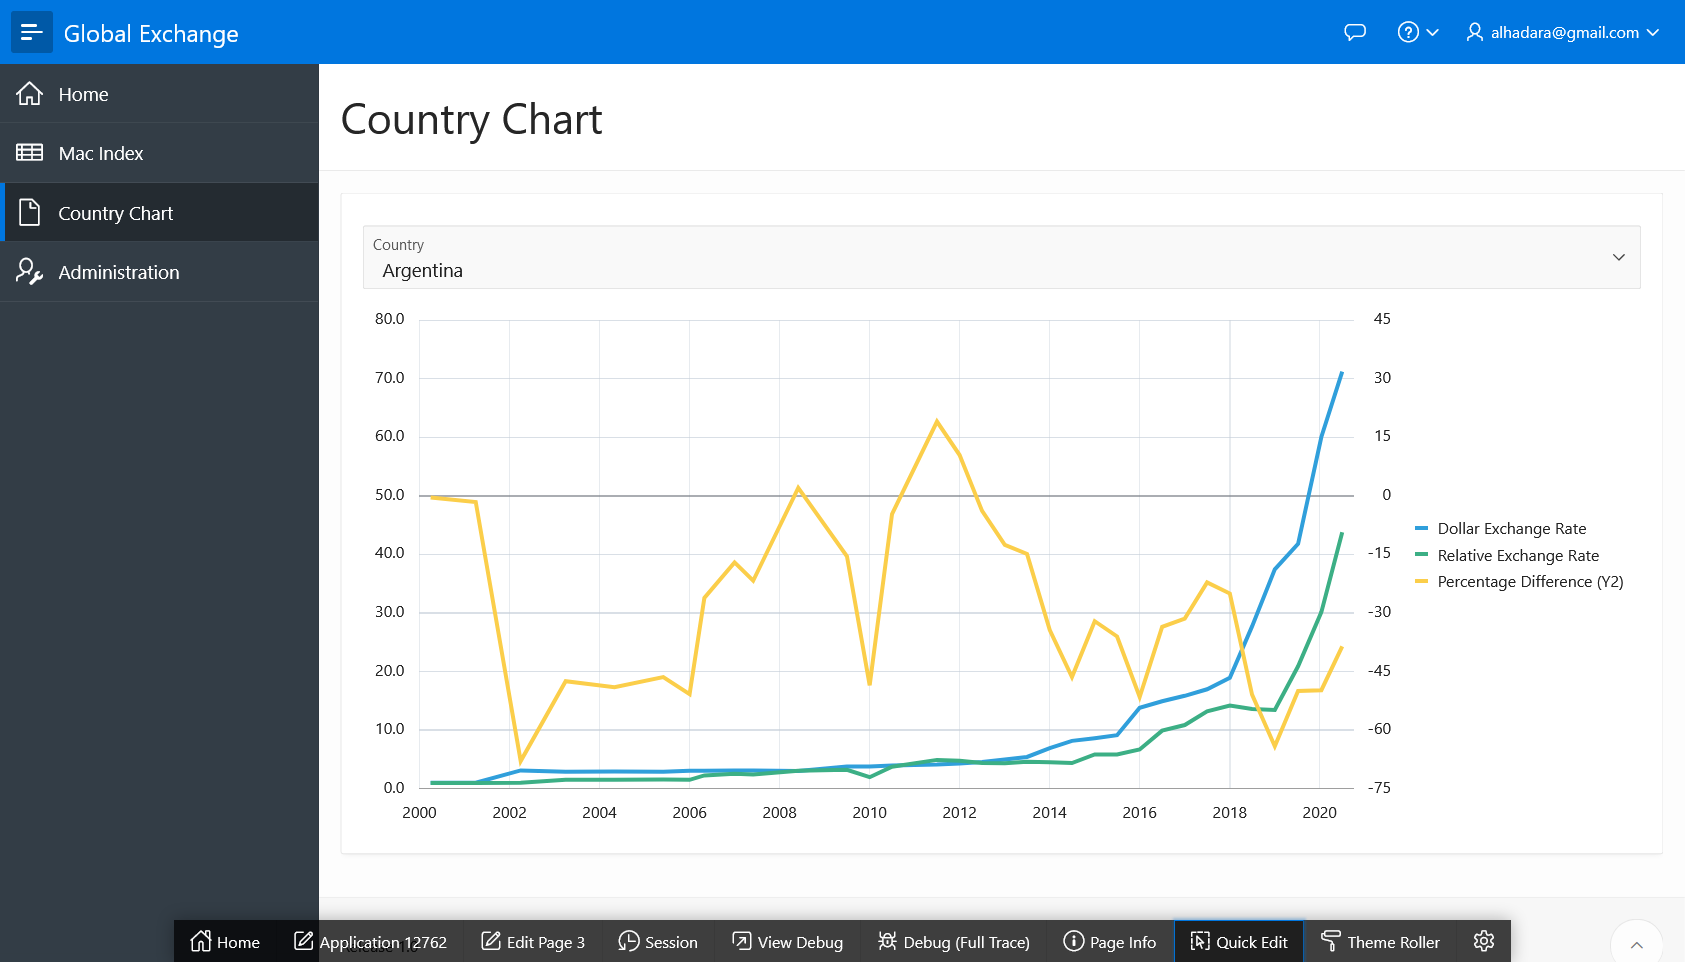 Global Exchange
alhadara@gmail.com
Home
Mac Index
Country Chart
Administration
Country Chart
Country
Argentina
80.0
70.0
60.0
50.0
40.0
30.0
20.0
10.0
0.0
45
30
15
0
-15
-30
-45
-60
-75
2000 2002 2004 2006 2008 2010 2012 2014 2016 2018 2020
Dollar Exchange Rate
Relative Exchange Rate
Percentage Difference (Y2)
Home Application 12762 Edit Page 3 Session View Debug Debug (Full Trace) Page Info Quick Edit Theme Roller